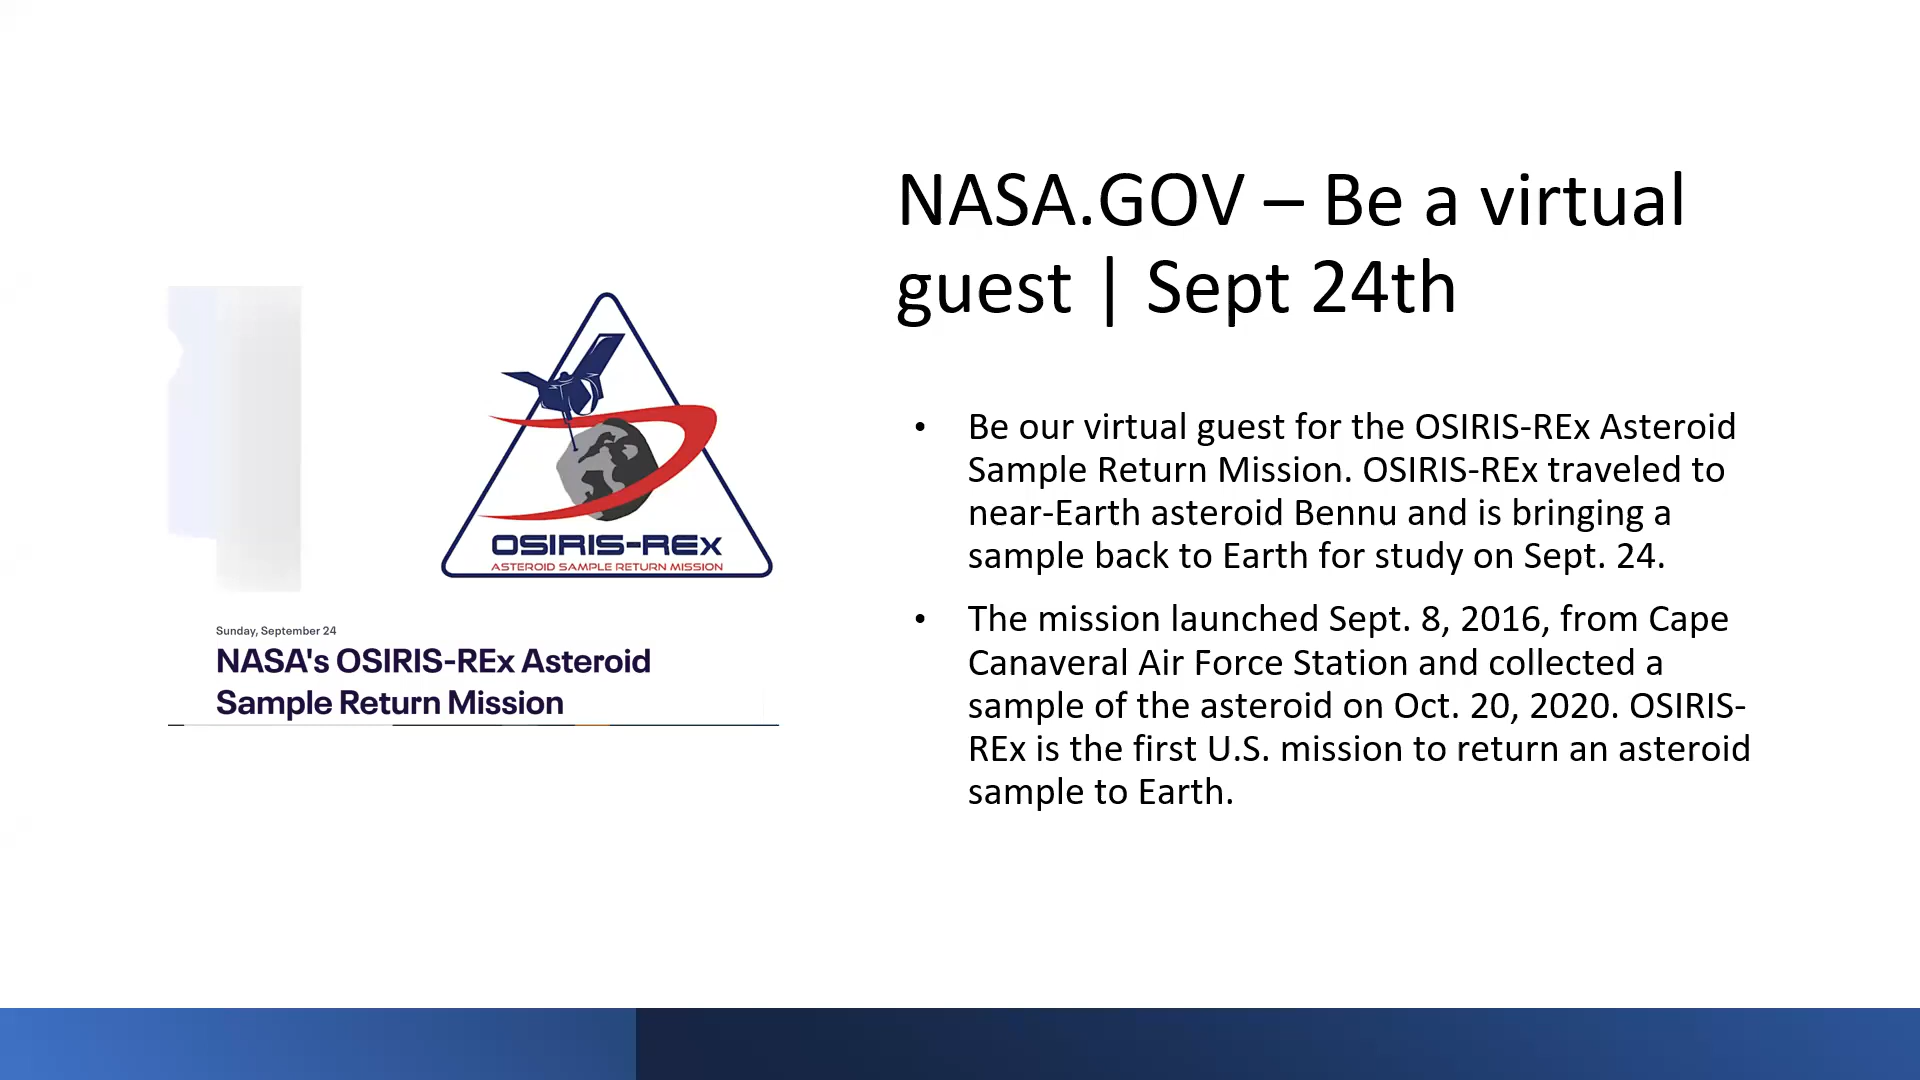 NASA.GOV – Be a virtual
guest | Sept 24th
OSIRIS-REx
ASTEROID SAMPLE RETURN MISSION
Sunday, September 24
NASA's OSIRIS-REx Asteroid
Sample Return Mission
• Be our virtual guest for the OSIRIS-REx Asteroid
Sample Return Mission. OSIRIS-REx traveled to
near-Earth asteroid Bennu and is bringing a
sample back to Earth for study on Sept. 24.
• The mission launched Sept. 8, 2016, from Cape
Canaveral Air Force Station and collected a
sample of the asteroid on Oct. 20, 2020. OSIRIS-
REx is the first U.S. mission to return an asteroid
sample to Earth.